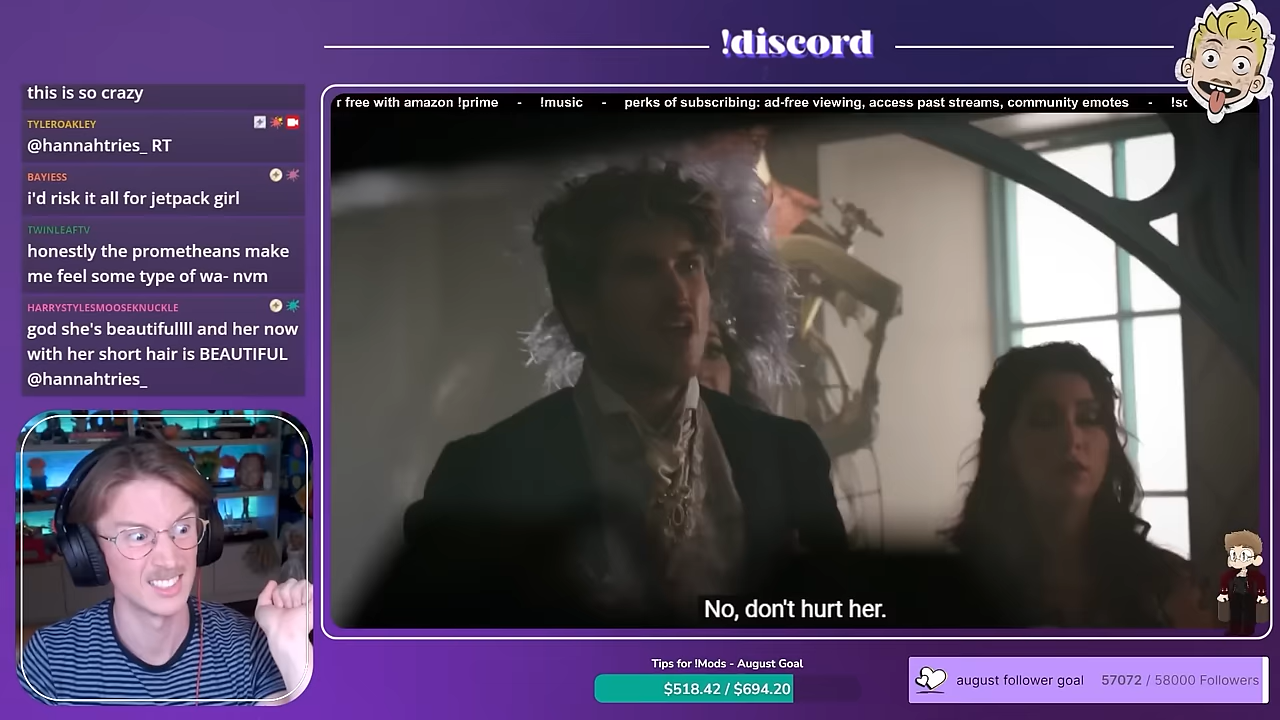 !discord
r free with amazon !prime - !music - perks of subscribing: ad-free viewing, access past streams, community emotes - !sc
this is so crazy
TYLEROAKLEY
@hannahtries_ RT
BAYIESS
i'd risk it all for jetpack girl
TWINLEAFTV
honestly the prometheans make
me feel some type of wa- nvm
HARRYSTYLESMOOSEKNUCKLE
god she's beautifullll and her now
with her short hair is BEAUTIFUL
@hannahtries_
No, don't hurt her.
Tips for !Mods - August Goal
$518.42 / $694.20
august follower goal 57072 / 58000 Followers